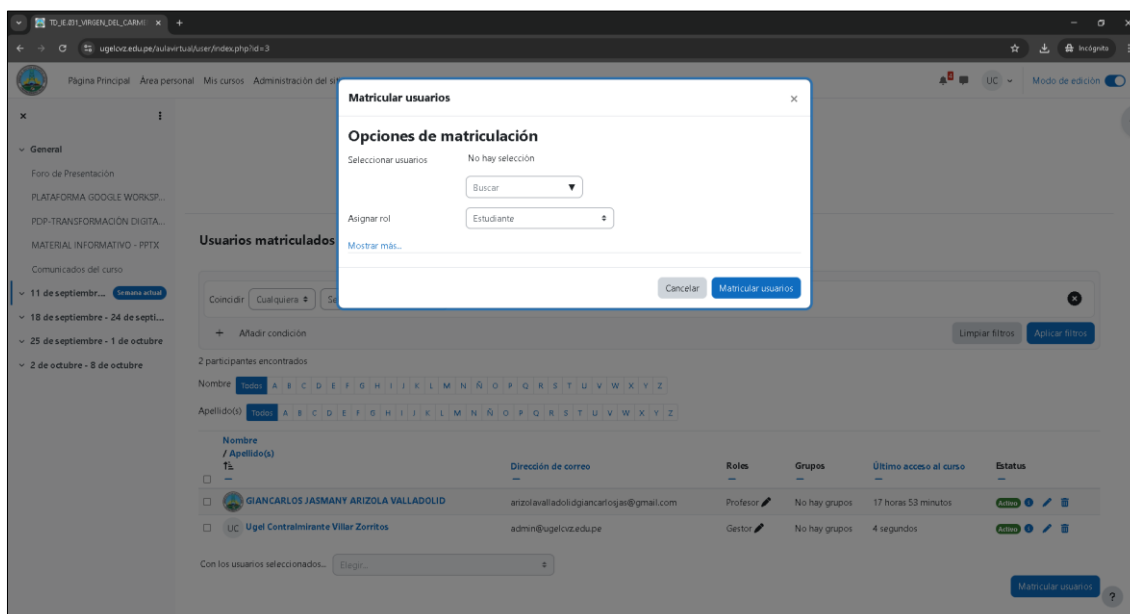 TD_IE.031_VIRGEN_DEL_CARME
ugelcvz.edu.pe/aulavirtual/user/index.php?id=3
Incógnito
Página Principal Área personal Mis cursos Administración del sit
4
UC
Modo de edición
Matricular usuarios
Opciones de matriculación
Seleccionar usuarios No hay selección
Buscar
Asignar rol Estudiante
Mostrar más...
Cancelar Matricular usuarios
General
Foro de Presentación
PLATAFORMA GOOGLE WORKSP...
PDP-TRANSFORMACIÓN DIGITA...
MATERIAL INFORMATIVO - PPTX
Comunicados del curso
11 de septiembr... Semana actual
18 de septiembre - 24 de septi...
25 de septiembre - 1 de octubre
2 de octubre - 8 de octubre
Usuarios matriculados
Coincidir Cualquiera Se
Añadir condición
Limpiar filtros Aplicar filtros
2 participantes encontrados
Nombre Todos A B C D E F G H I J K L M N Ñ O P Q R S T U V W X Y Z
Apellido(s) Todos A B C D E F G H I J K L M N Ñ O P Q R S T U V W X Y Z
Nombre
/ Apellido(s)
Dirección de correo Roles Grupos Último acceso al curso Estatus
GIANCARLOS JASMANY ARIZOLA VALLADOLID arizolavalladolidgiancarlosjas@gmail.com Profesor No hay grupos 17 horas 53 minutos Activo
UC Ugel Contralmirante Villar Zorritos admin@ugelcvz.edu.pe Gestor No hay grupos 4 segundos Activo
Con los usuarios seleccionados... Elegir...
Matricular usuarios
?